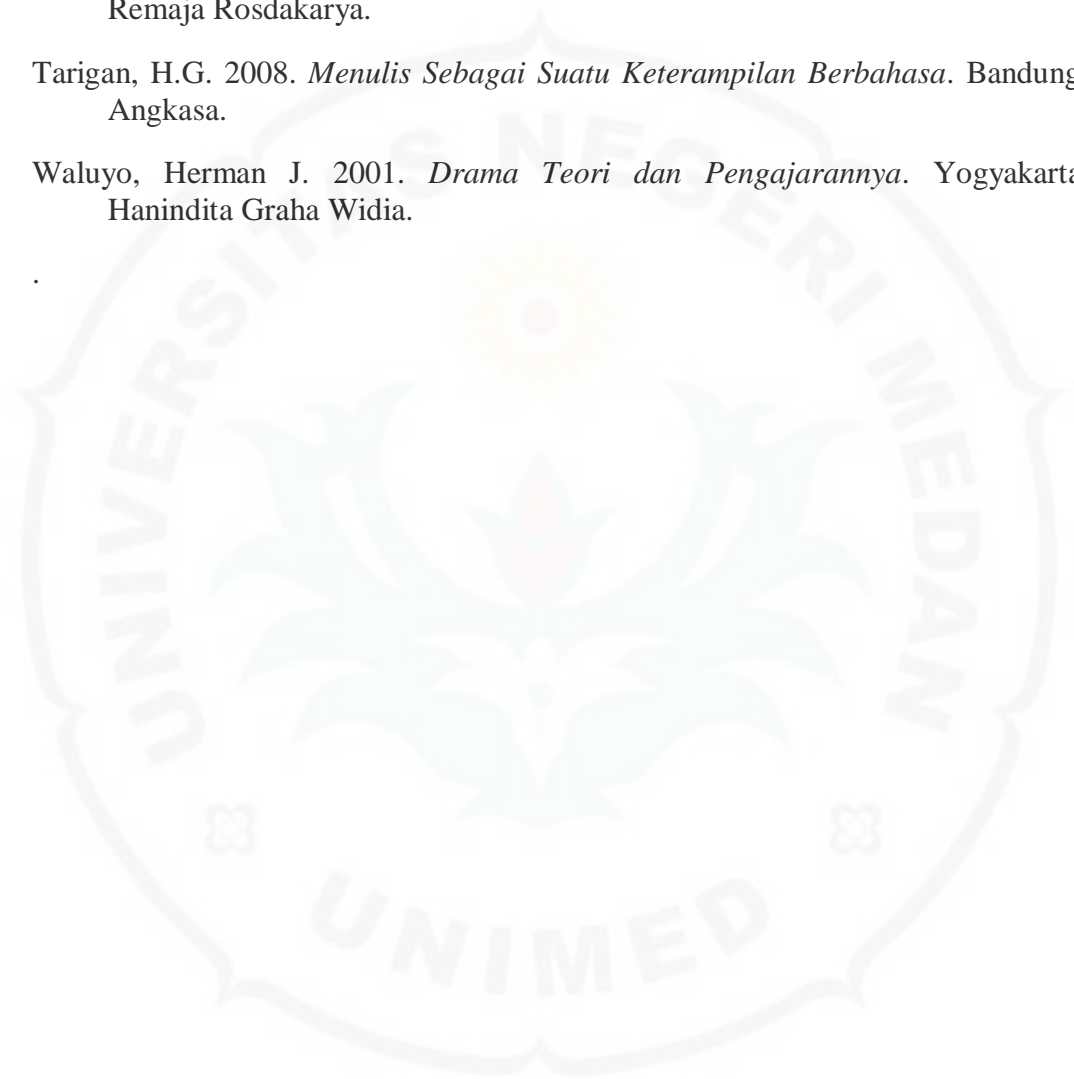 Remaja Rosdakarya.
Tarigan, H.G. 2008. Menulis Sebagai Suatu Keterampilan Berbahasa. Bandung
Angkasa.
Waluyo, Herman J. 2001. Drama Teori dan Pengajarannya. Yogyakarta
Hanindita Graha Widia.
.
UNIVERSITAS NEGERI MEDAN
UNIMED